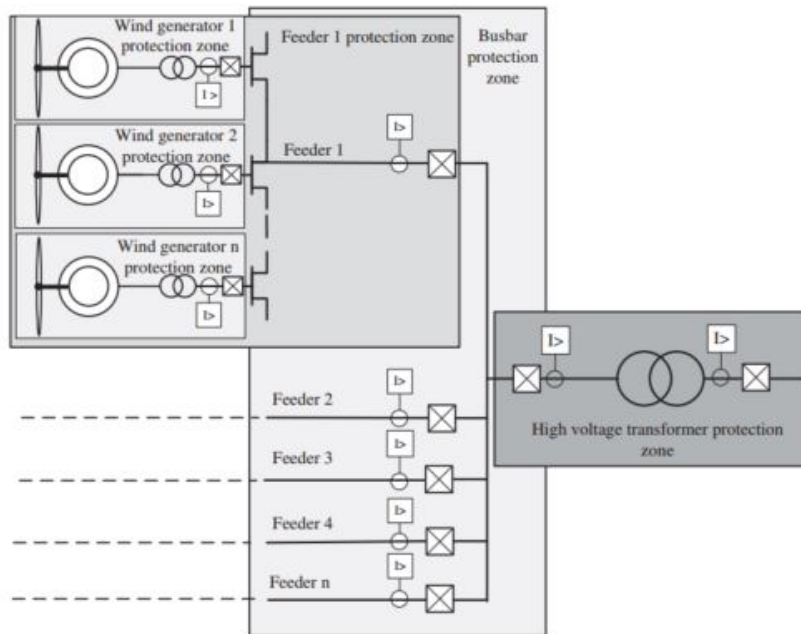 Wind generator 1
protection zone
I>
Feeder 1 protection zone
Busbar
protection
zone
I>
Wind generator 2
protection zone
I>
Feeder 1
Wind generator n
protection zone
I>
I>
I>
High voltage transformer protection
zone
Feeder 2
I>
Feeder 3
I>
Feeder 4
I>
Feeder n
I>